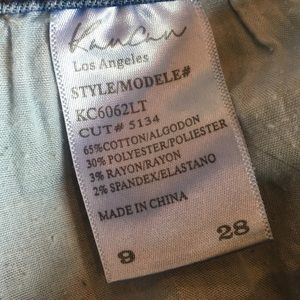 Kancan
Los Angeles
STYLE/MODELE#
KC6062LT
CUT# 5134
65%COTTON/ALGODON
30% POLYETER/POLIESTER
3% RAYON/RAYON
2% SPANDEX/ELASTANO
MADE IN CHINA
9 28